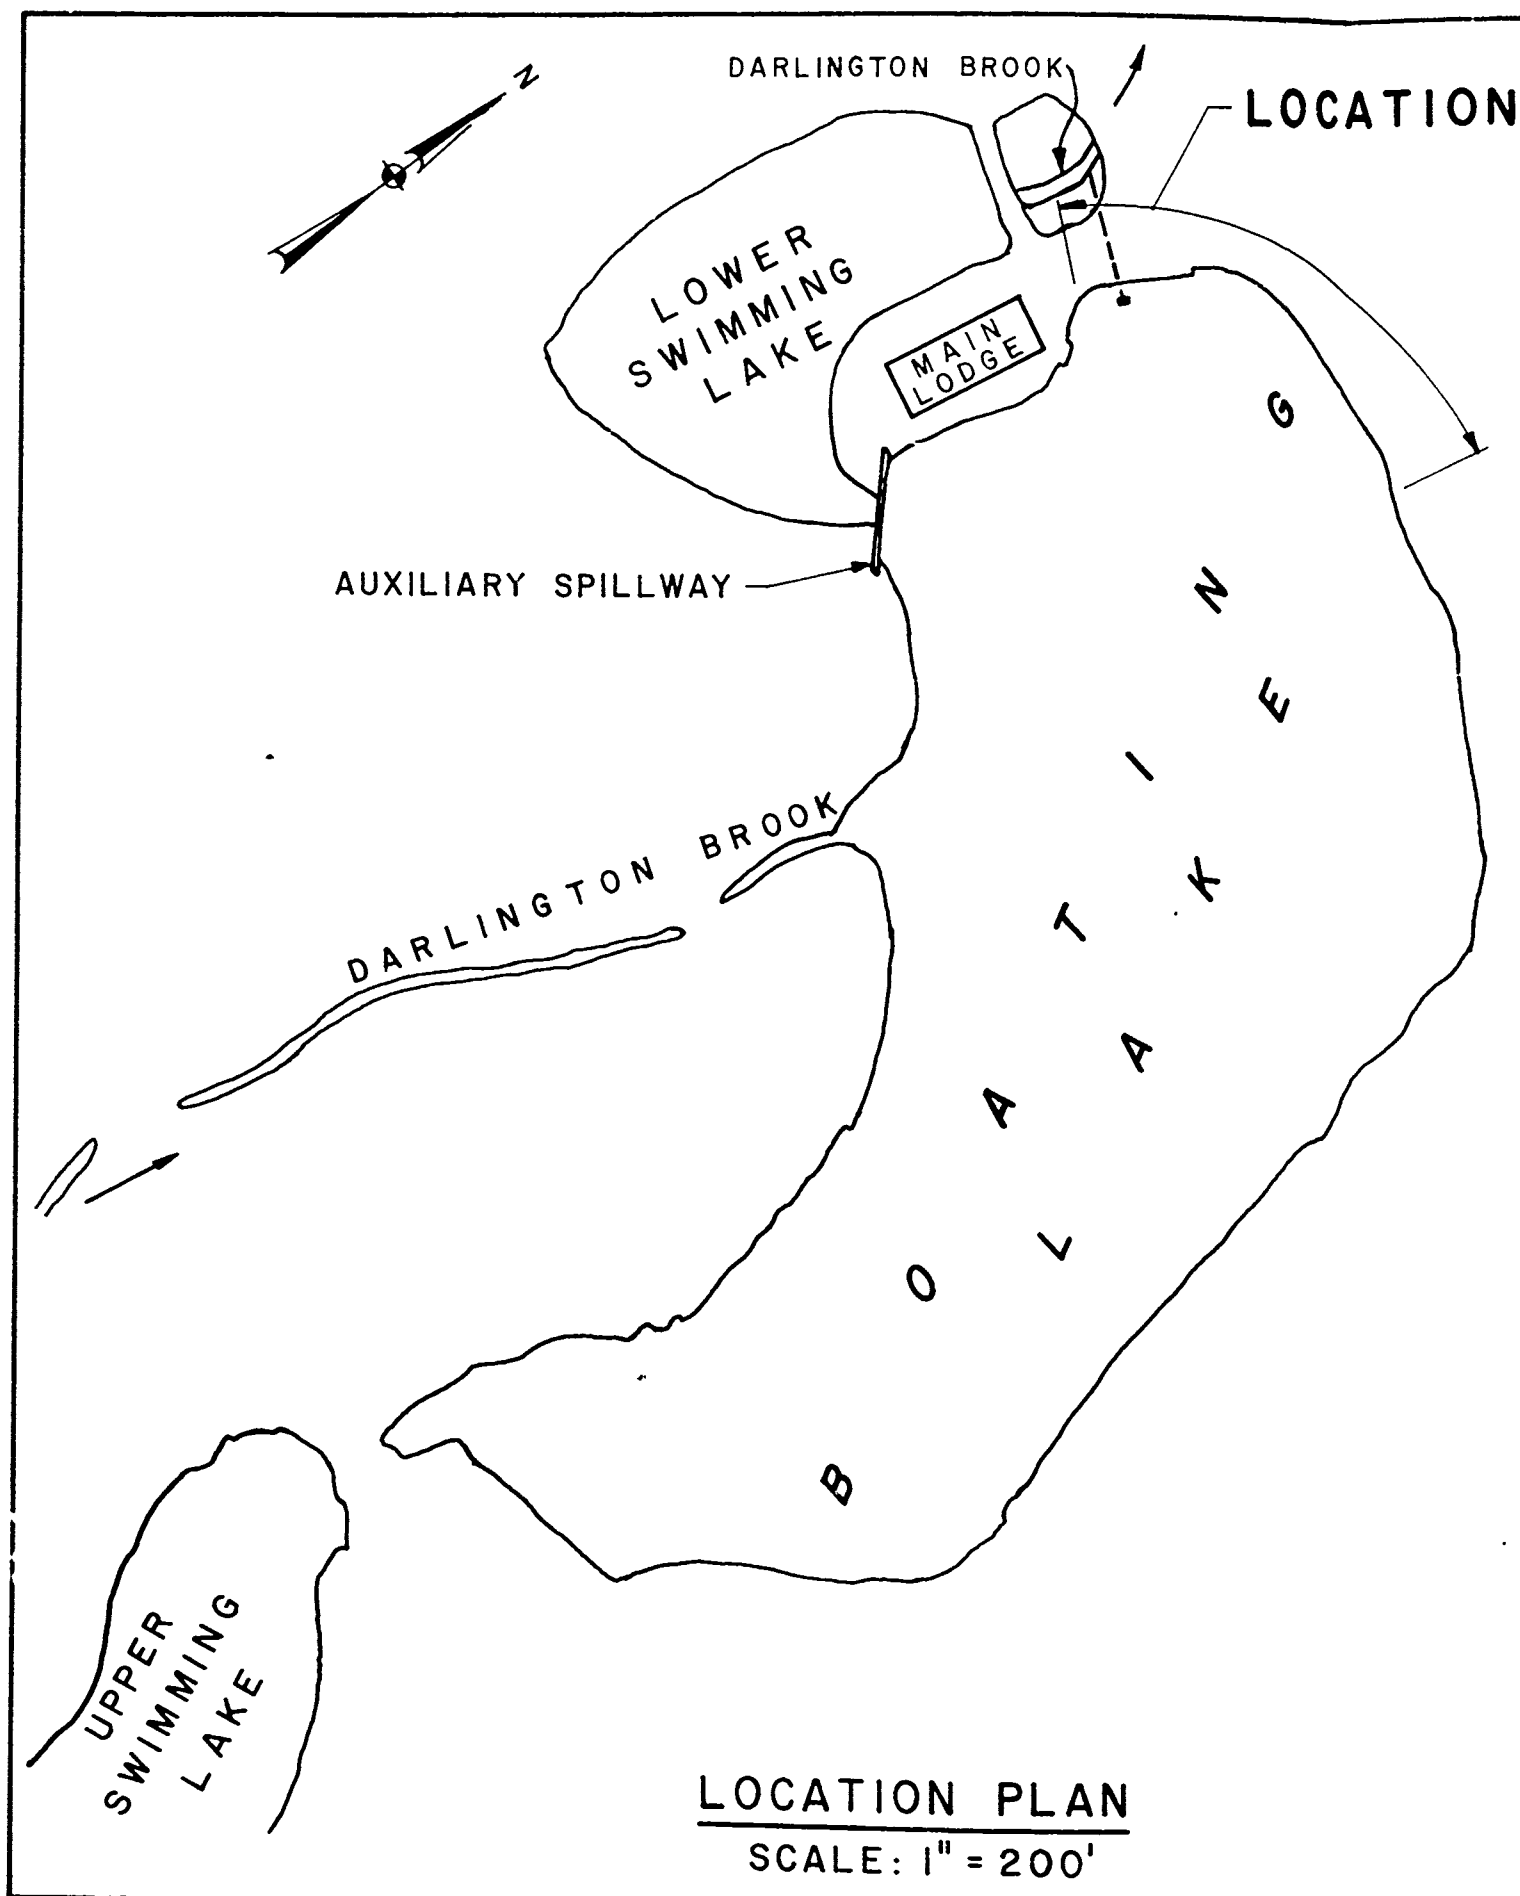 N
DARLINGTON BROOK
LOCATION
LOWER
SWIMMING
LAKE
MAIN
LODGE
AUXILIARY SPILLWAY
BOATING
LAKE
DARLINGTON BROOK
UPPER
SWIMMING
LAKE
LOCATION PLAN
SCALE: 1" = 200'